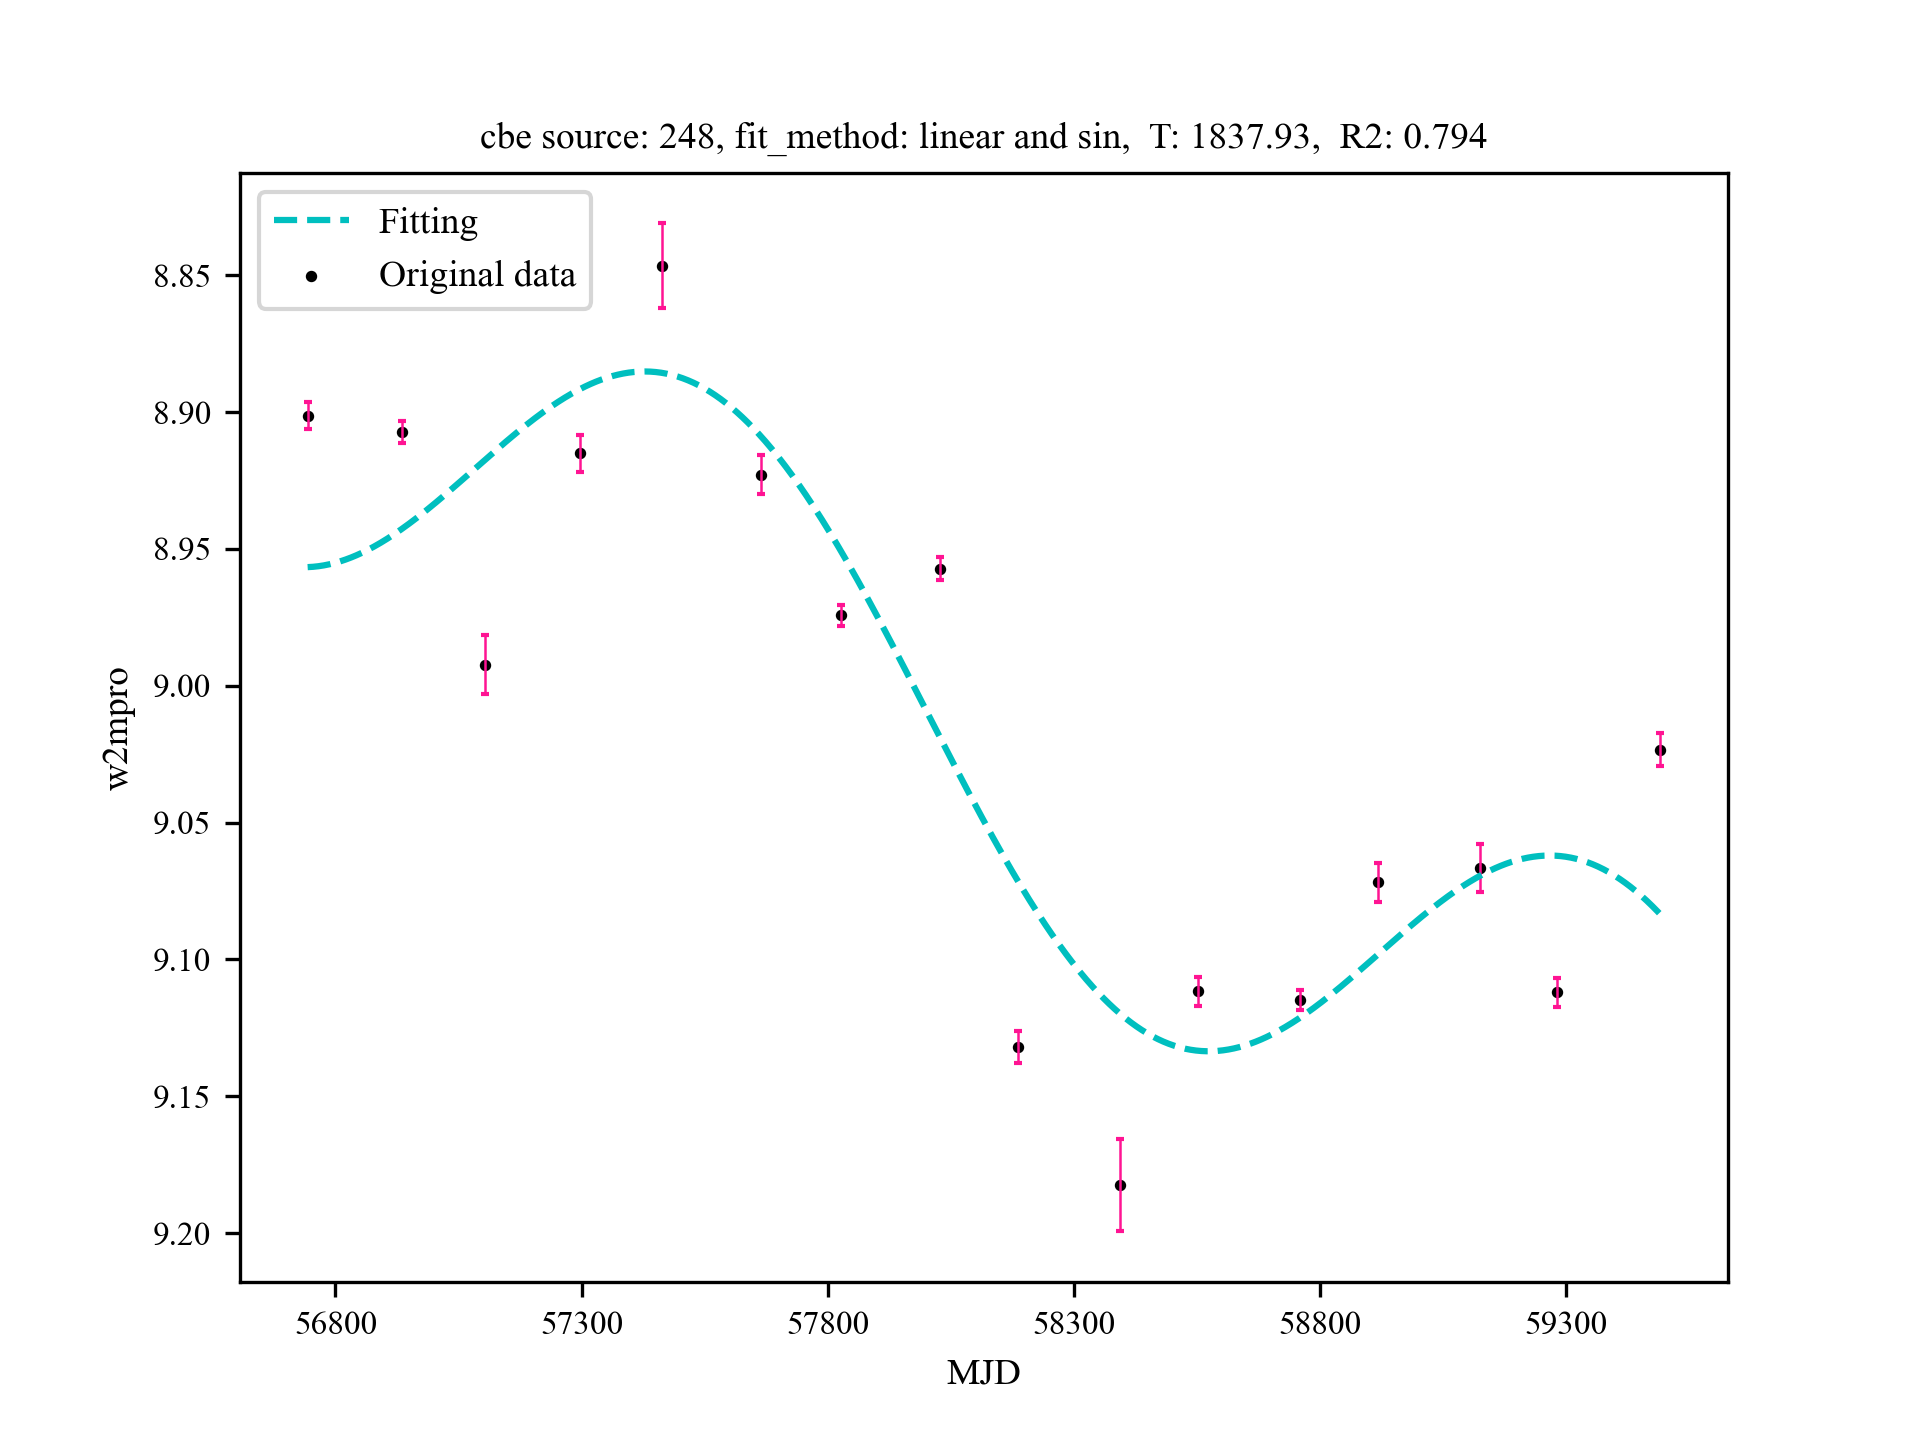 cbe source: 248, fit_method: linear and sin,  T: 1837.93,  R2: 0.794
Fitting
Original data
8.85
8.90
8.95
9.00
9.05
9.10
9.15
9.20
w2mpro
56800 57300 57800 58300 58800 59300
MJD